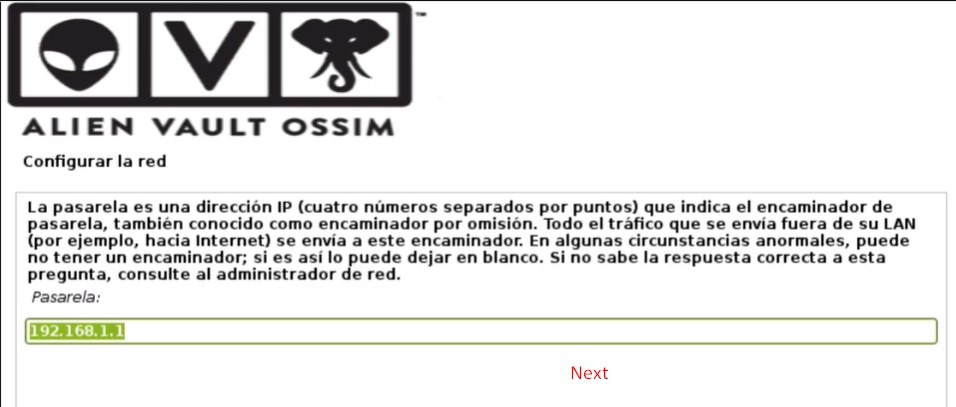 ™
ALIEN VAULT OSSIM
Configurar la red
La pasarela es una dirección IP (cuatro números separados por puntos) que indica el encaminador de
pasarela, también conocido como encaminador por omisión. Todo el tráfico que se envía fuera de su LAN
(por ejemplo, hacia Internet) se envía a este encaminador. En algunas circunstancias anormales, puede
no tener un encaminador; si es así lo puede dejar en blanco. Si no sabe la respuesta correcta a esta
pregunta, consulte al administrador de red.
Pasarela:
192.168.1.1
Next